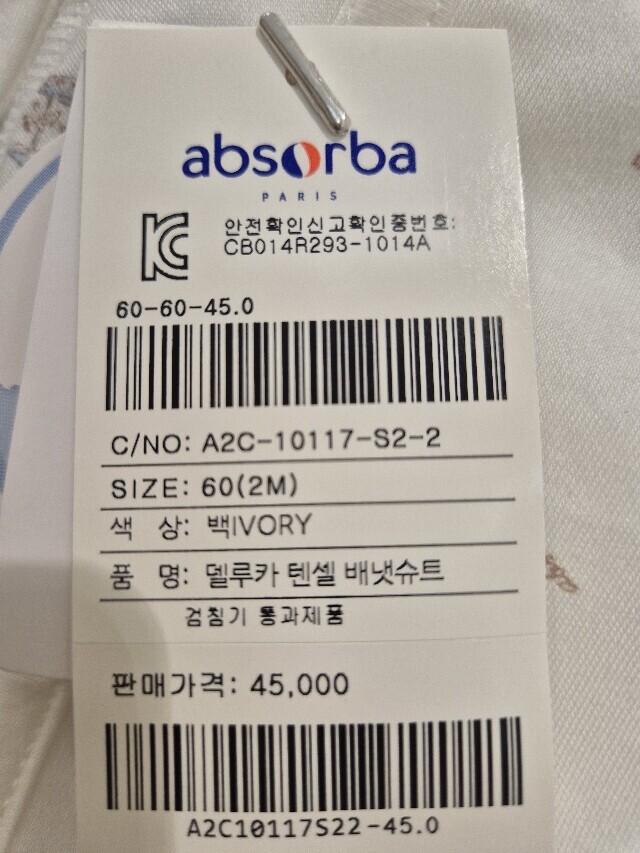 absorba
PARIS
안전확인신고확인증번호:
CB014R293-1014A
60-60-45.0
C/NO: A2C-10117-S2-2
SIZE: 60(2M)
색 상: 백IVORY
품 명: 델루카 텐셀 배냇슈트
검침기 통과제품
판매가격: 45,000
A2C10117S22-45.0